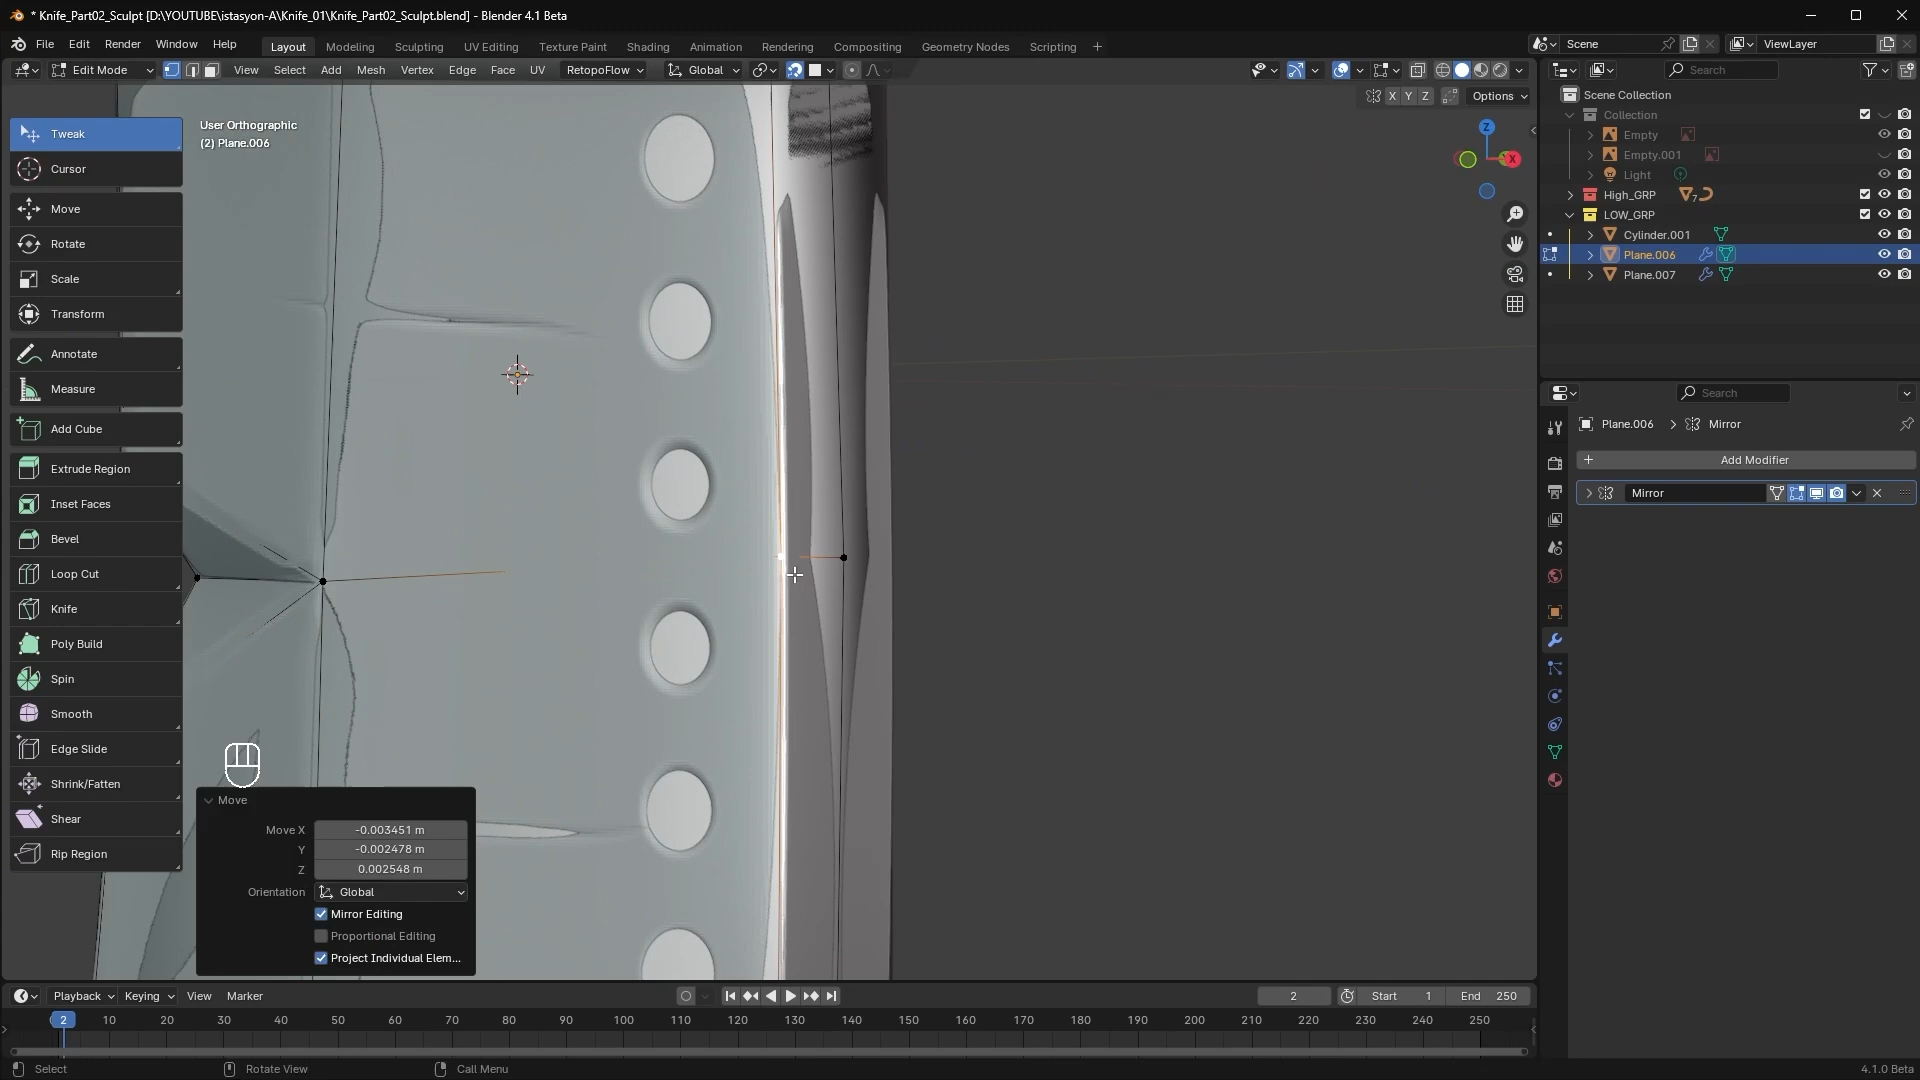 * Knife_Part02_Sculpt [D:\YOUTUBE\istasyon-A\Knife_01\Knife_Part02_Sculpt.blend] - Blender 4.1 Beta
File Edit Render Window Help Layout Modeling Sculpting UV Editing Texture Paint Shading Animation Rendering Compositing Geometry Nodes Scripting + Scene ViewLayer
Edit Mode View Select Add Mesh Vertex Edge Face UV RetopoFlow Global Search
X Y Z Options
User Orthographic
(2) Plane.006
Tweak
Cursor
Move
Rotate
Scale
Transform
Annotate
Measure
Add Cube
Extrude Region
Inset Faces
Bevel
Loop Cut
Knife
Poly Build
Spin
Smooth
Edge Slide
Shrink/Fatten
Shear
Rip Region
Z
X
Move
Move X -0.003451 m
Y -0.002478 m
Z 0.002548 m
Orientation Global
Mirror Editing
Proportional Editing
Project Individual Elem...
Scene Collection
Collection
Empty
Empty.001
Light
High_GRP 7
LOW_GRP
Cylinder.001
Plane.006
Plane.007
Search
Plane.006 > Mirror
+ Add Modifier
Mirror
Playback Keying View Marker 2 Start 1 End 250
2 10 20 30 40 50 60 70 80 90 100 110 120 130 140 150 160 170 180 190 200 210 220 230 240 250
Select Rotate View Call Menu 4.1.0 Beta